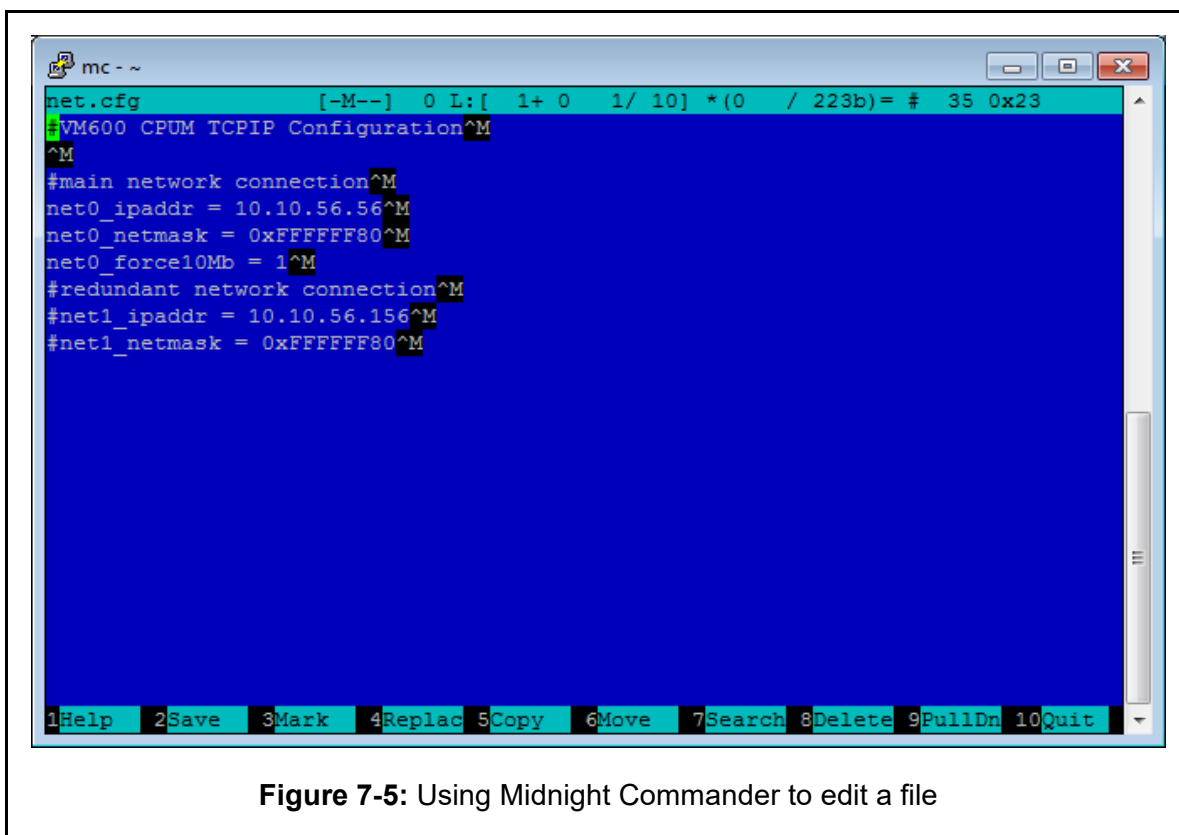 mc - ~
net.cfg [-M--] 0 L:[ 1+ 0 1/ 10] *(0 / 223b)= # 35 0x23
#VM600 CPUM TCPIP Configuration^M
^M
#main network connection^M
net0_ipaddr = 10.10.56.56^M
net0_netmask = 0xFFFFFF80^M
net0_force10Mb = 1^M
#redundant network connection^M
#net1_ipaddr = 10.10.56.156^M
#net1_netmask = 0xFFFFFF80^M
1Help 2Save 3Mark 4Replac 5Copy 6Move 7Search 8Delete 9PullDn 10Quit
Figure 7-5: Using Midnight Commander to edit a file